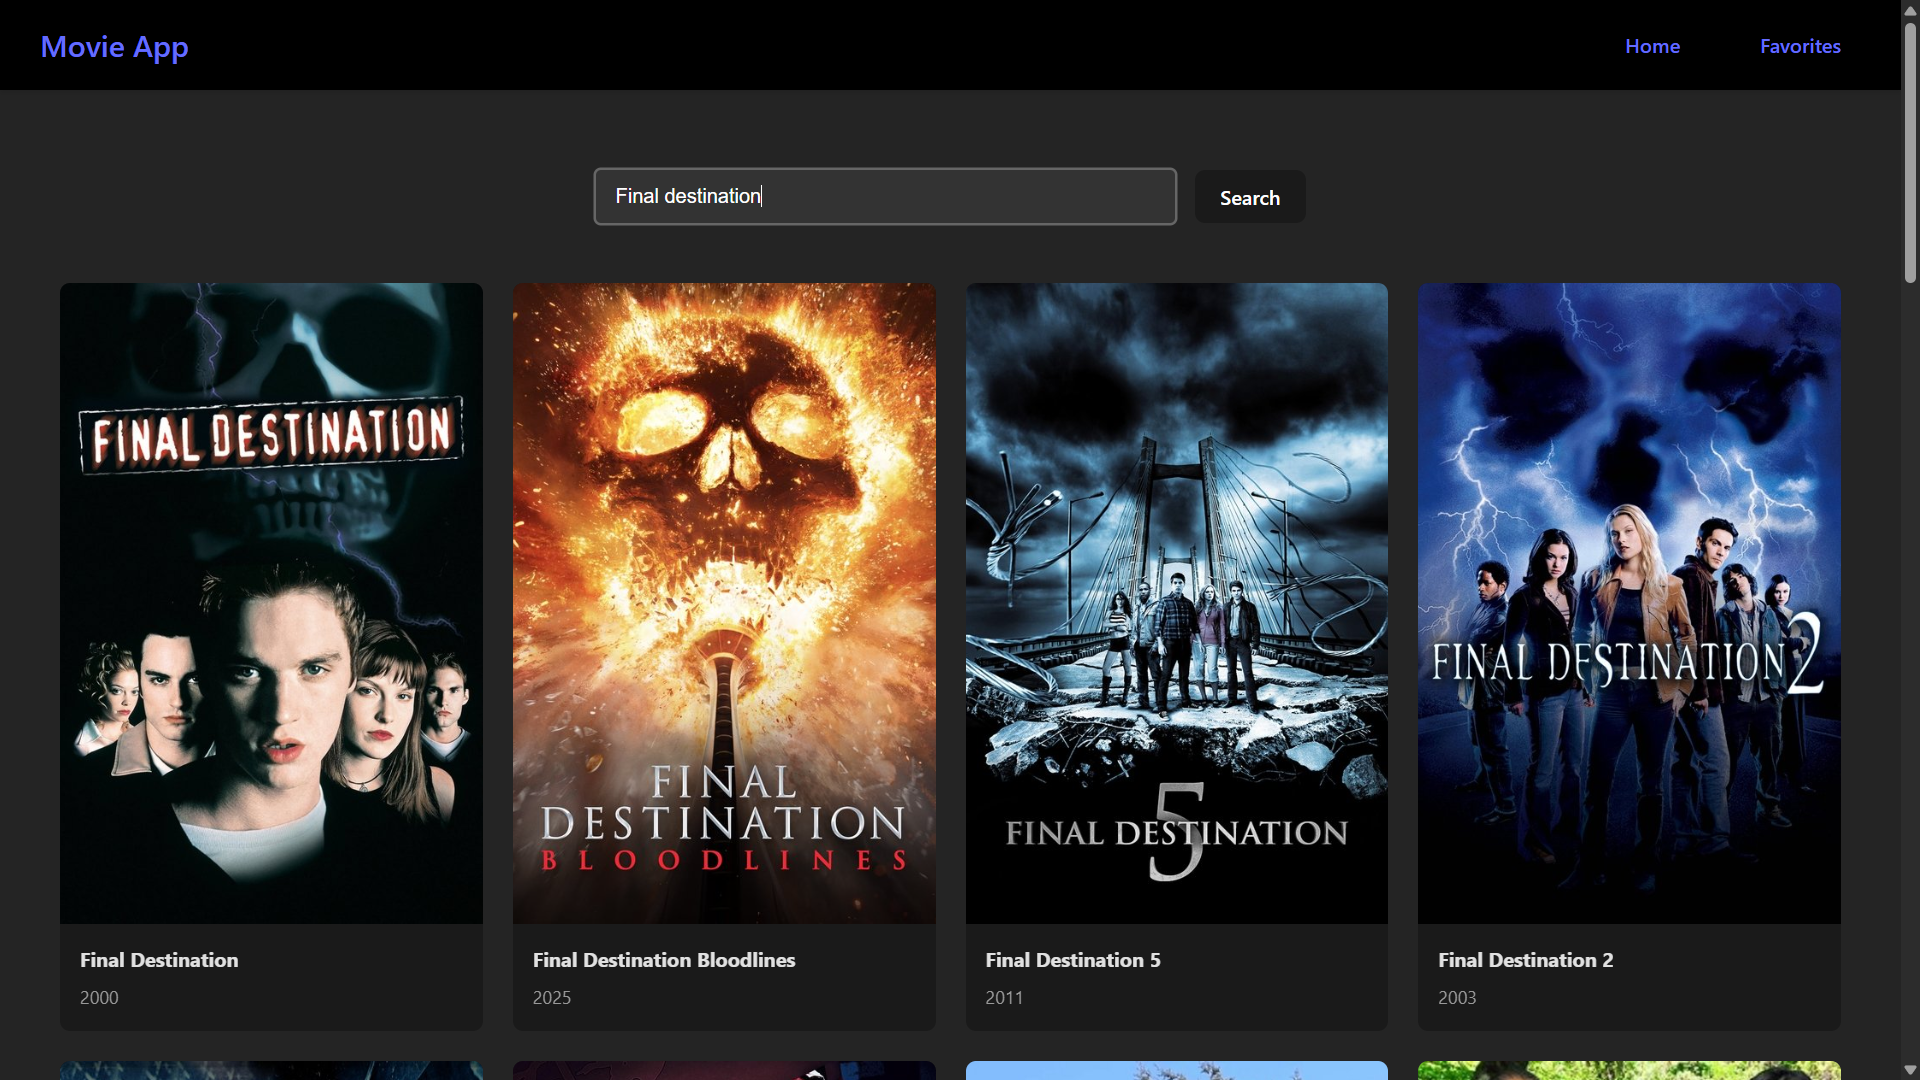 Movie App
Home
Favorites
Final destination
Search
FINAL DESTINATION
FINAL
DESTINATION
BLOODLINES
5
FINAL DESTINATION
FINAL DESTINATION 2
Final Destination
2000
Final Destination Bloodlines
2025
Final Destination 5
2011
Final Destination 2
2003